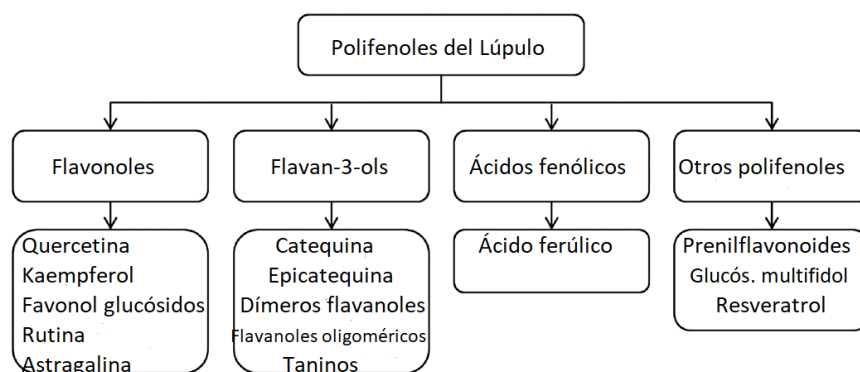 Polifenoles del Lúpulo
Flavonoles
Flavan-3-ols
Ácidos fenólicos
Otros polifenoles
Quercetina
Kaempferol
Favonol glucósidos
Rutina
Astragalina
Catequina
Epicatequina
Dímeros flavanoles
Flavanoles oligoméricos
Taninos
Ácido ferúlico
Prenilflavonoides
Glucós. multifidol
Resveratrol